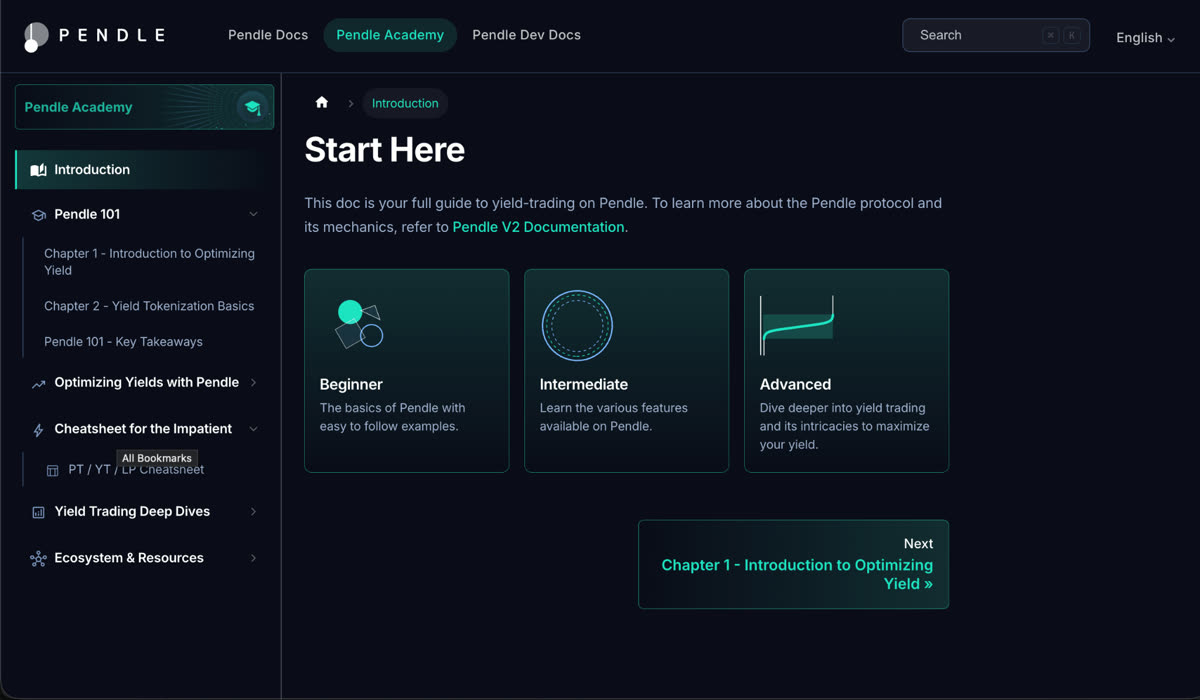 PENDLE
Pendle Docs
Pendle Academy
Pendle Dev Docs
Search
⌘ K
English
Pendle Academy
Introduction
Pendle 101
Chapter 1 - Introduction to Optimizing
Yield
Chapter 2 - Yield Tokenization Basics
Pendle 101 - Key Takeaways
Optimizing Yields with Pendle
Cheatsheet for the Impatient
All Bookmarks
PT / YT / LP Cheatsheet
Yield Trading Deep Dives
Ecosystem & Resources
Introduction
Start Here
This doc is your full guide to yield-trading on Pendle. To learn more about the Pendle protocol and
its mechanics, refer to Pendle V2 Documentation.
Beginner
The basics of Pendle with
easy to follow examples.
Intermediate
Learn the various features
available on Pendle.
Advanced
Dive deeper into yield trading
and its intricacies to maximize
your yield.
Next
Chapter 1 - Introduction to Optimizing
Yield »